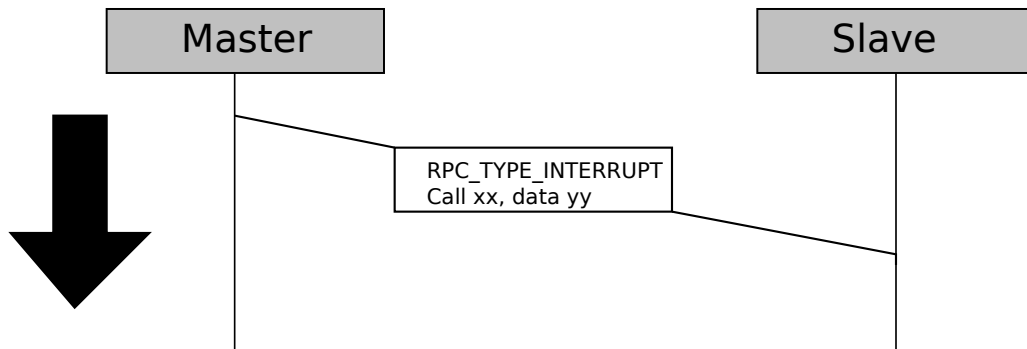 Master
Slave
RPC_TYPE_INTERRUPT
Call xx, data yy